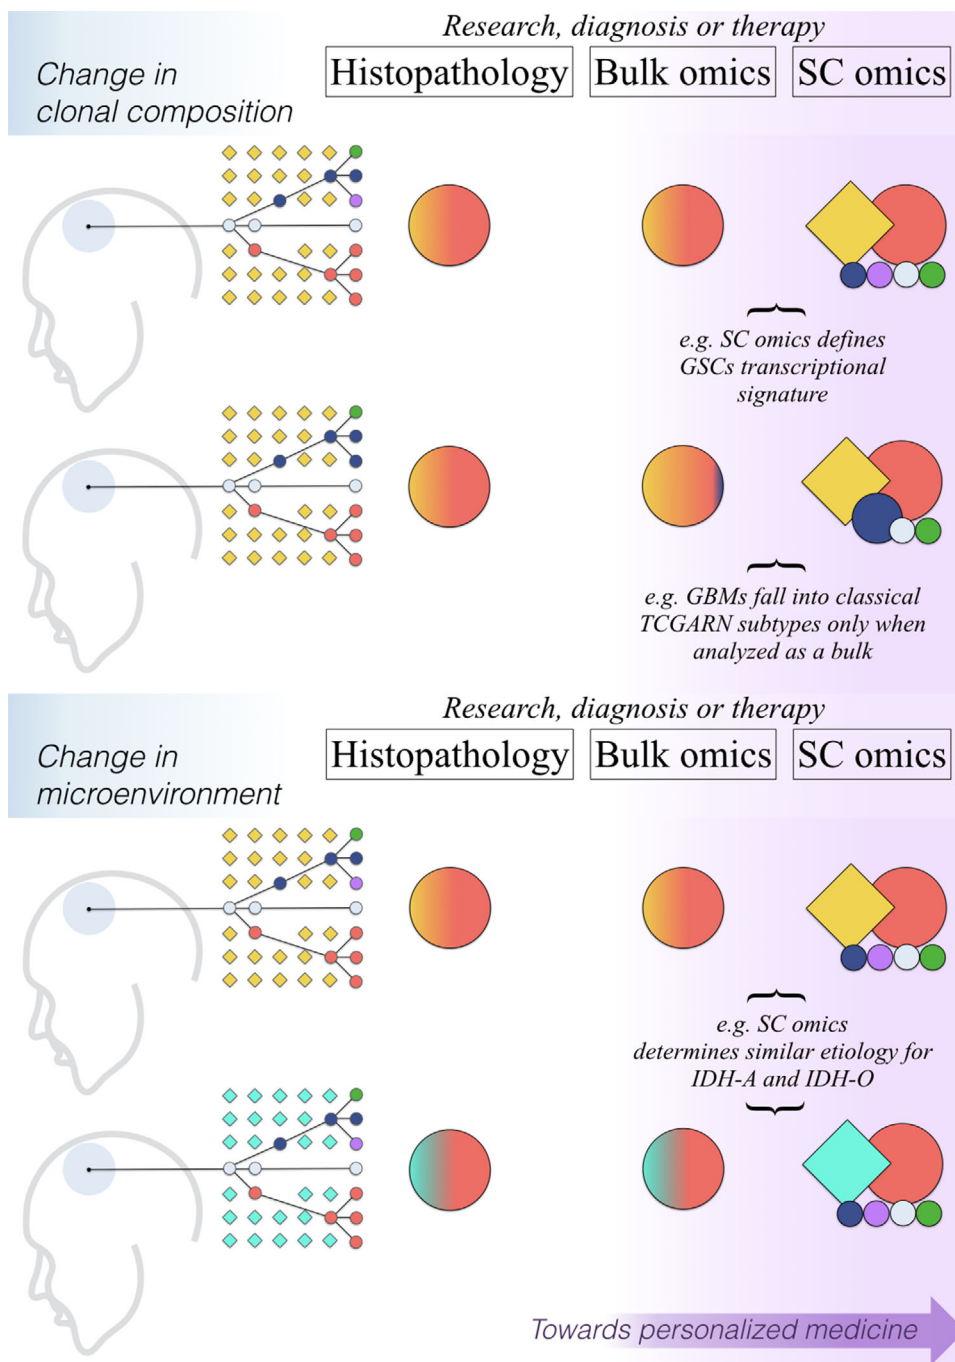 Research, diagnosis or therapy
Change in
clonal composition
Histopathology
Bulk omics
SC omics
e.g. SC omics defines
GSCs transcriptional
signature
e.g. GBMs fall into classical
TCGARN subtypes only when
analyzed as a bulk
Research, diagnosis or therapy
Change in
microenvironment
Histopathology
Bulk omics
SC omics
e.g. SC omics
determines similar etiology for
IDH-A and IDH-O
Towards personalized medicine